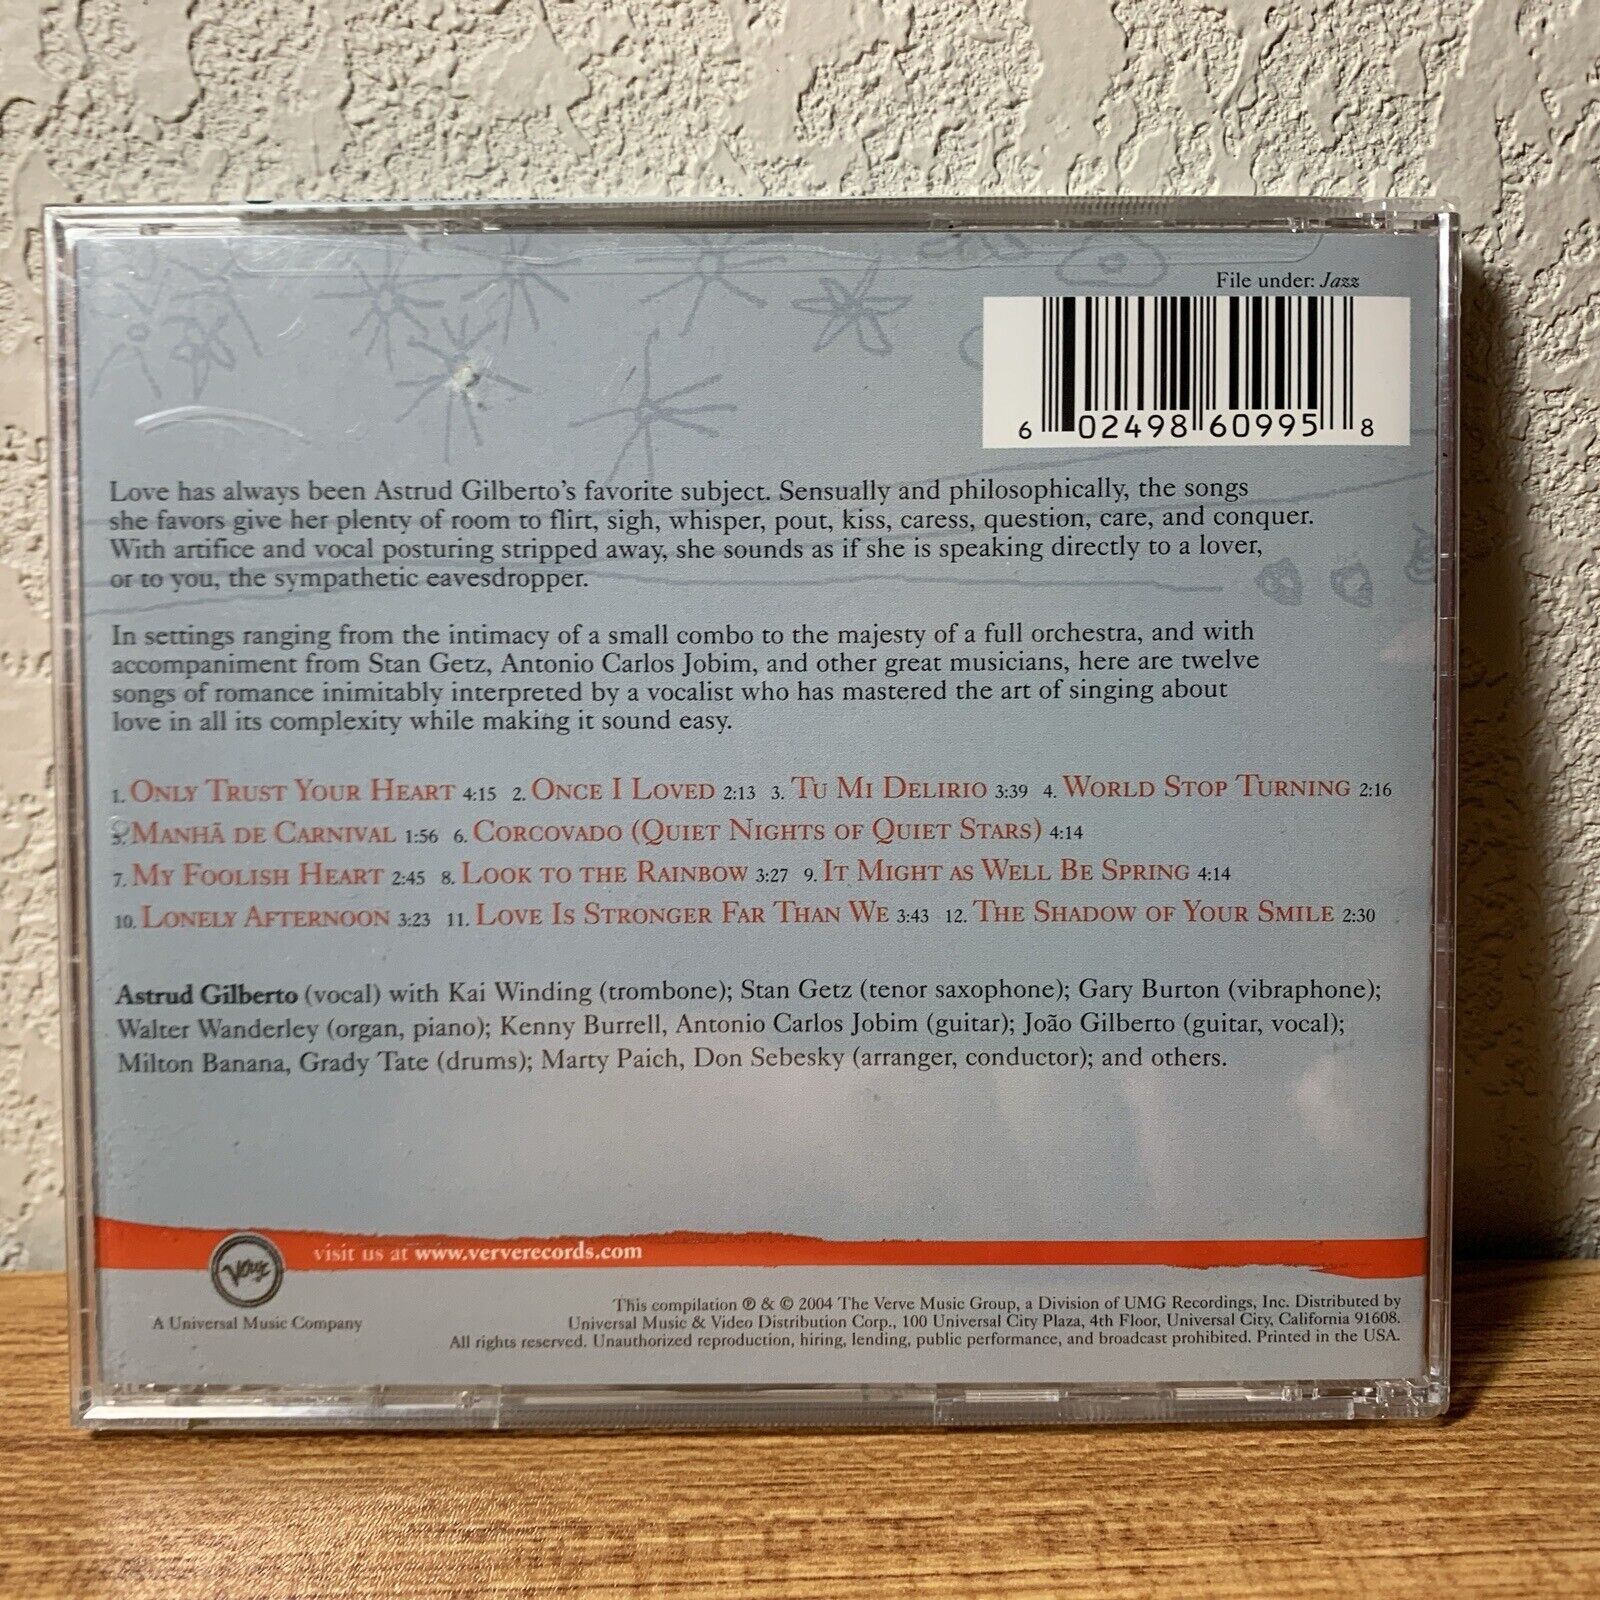 File under: Jazz
6 02498 60995 8
Love has always been Astrud Gilberto's favorite subject. Sensually and philosophically, the songs
she favors give her plenty of room to flirt, sigh, whisper, pout, kiss, caress, question, care, and conquer.
With artifice and vocal posturing stripped away, she sounds as if she is speaking directly to a lover,
or to you, the sympathetic eavesdropper.
In settings ranging from the intimacy of a small combo to the majesty of a full orchestra, and with
accompaniment from Stan Getz, Antonio Carlos Jobim, and other great musicians, here are twelve
songs of romance inimitably interpreted by a vocalist who has mastered the art of singing about
love in all its complexity while making it sound easy.
1. Only Trust Your Heart 4:15 2. Once I Loved 2:13 3. Tu Mi Delirio 3:39 4. World Stop Turning 2:16
5. Manhã de Carnival 1:56 6. Corcovado (Quiet Nights of Quiet Stars) 4:14
7. My Foolish Heart 2:45 8. Look to the Rainbow 3:27 9. It Might as Well Be Spring 4:14
10. Lonely Afternoon 3:23 11. Love Is Stronger Far Than We 3:43 12. The Shadow of Your Smile 2:30
Astrud Gilberto (vocal) with Kai Winding (trombone); Stan Getz (tenor saxophone); Gary Burton (vibraphone);
Walter Wanderley (organ, piano); Kenny Burrell, Antonio Carlos Jobim (guitar); João Gilberto (guitar, vocal);
Milton Banana, Grady Tate (drums); Marty Paich, Don Sebesky (arranger, conductor); and others.
visit us at www.ververecords.com
Verve
A Universal Music Company
This compilation ℗ & © 2004 The Verve Music Group, a Division of UMG Recordings, Inc. Distributed by
Universal Music & Video Distribution Corp., 100 Universal City Plaza, 4th Floor, Universal City, California 91608.
All rights reserved. Unauthorized reproduction, hiring, lending, public performance, and broadcast prohibited. Printed in the USA.